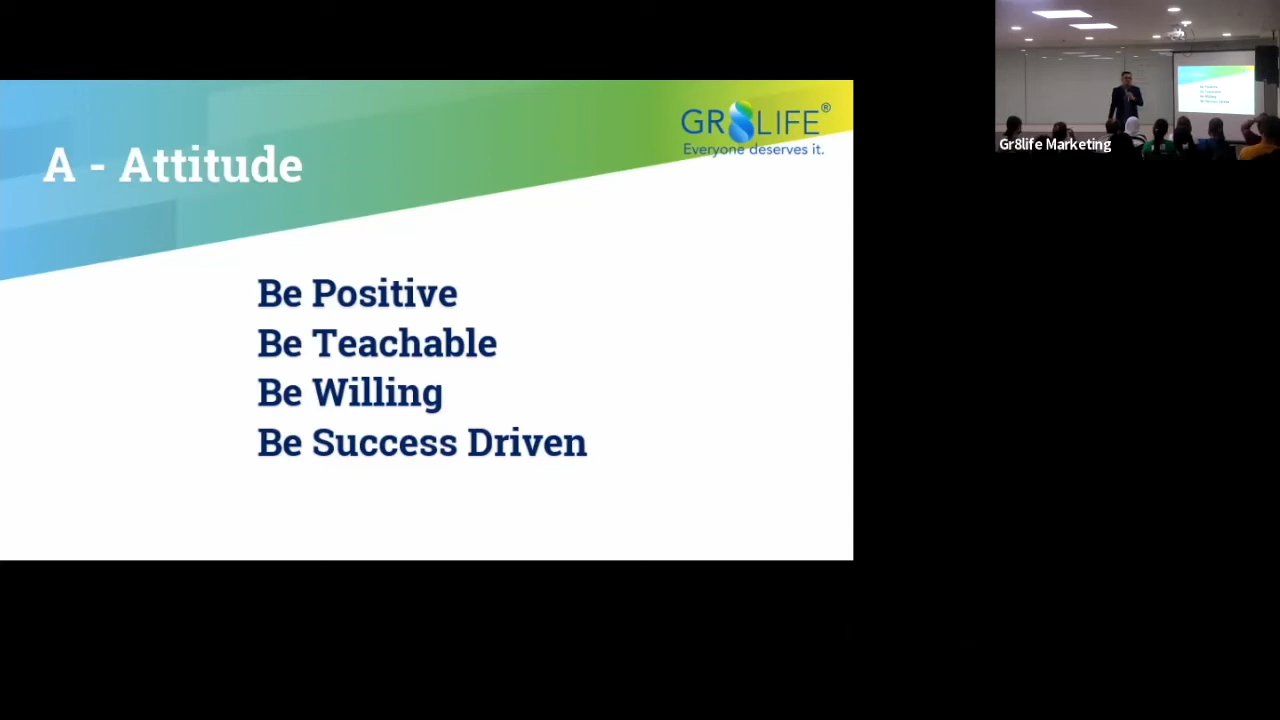 A - Attitude
GR8LIFE®
Everyone deserves it.
Be Positive
Be Teachable
Be Willing
Be Success Driven
Gr8life Marketing